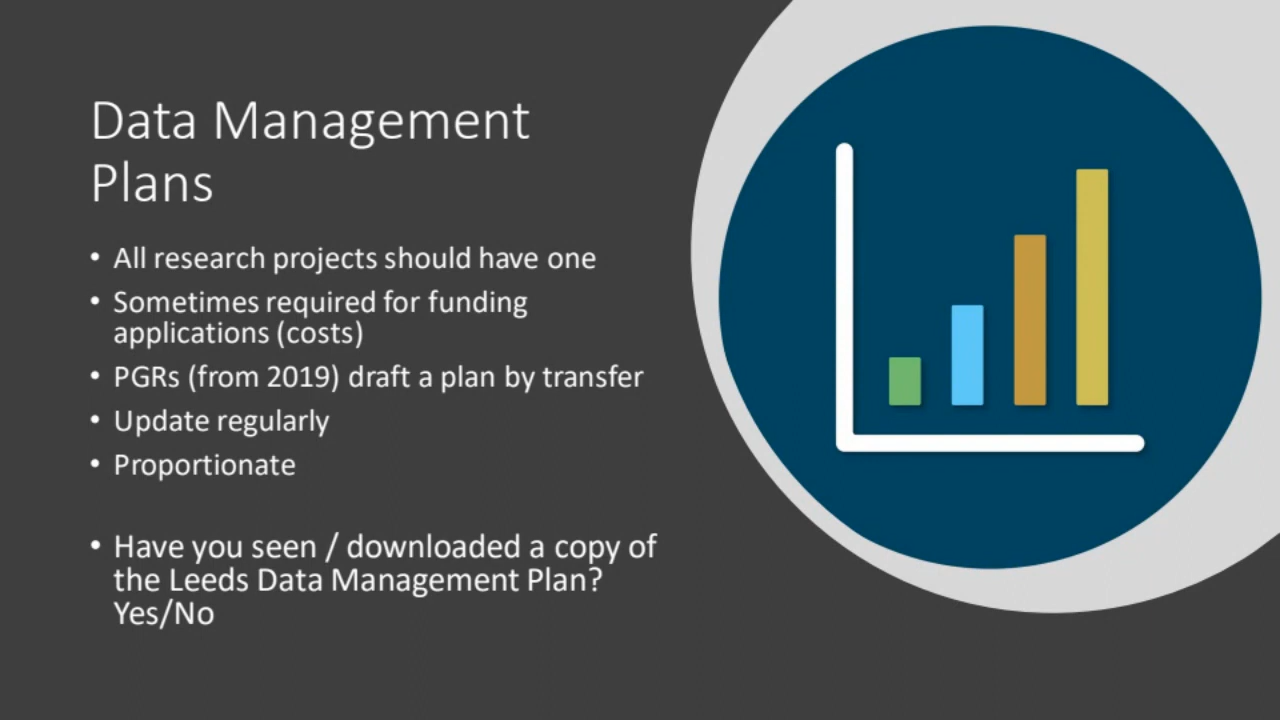 Data Management
Plans
• All research projects should have one
• Sometimes required for funding
applications (costs)
• PGRs (from 2019) draft a plan by transfer
• Update regularly
• Proportionate
• Have you seen / downloaded a copy of
the Leeds Data Management Plan?
Yes/No